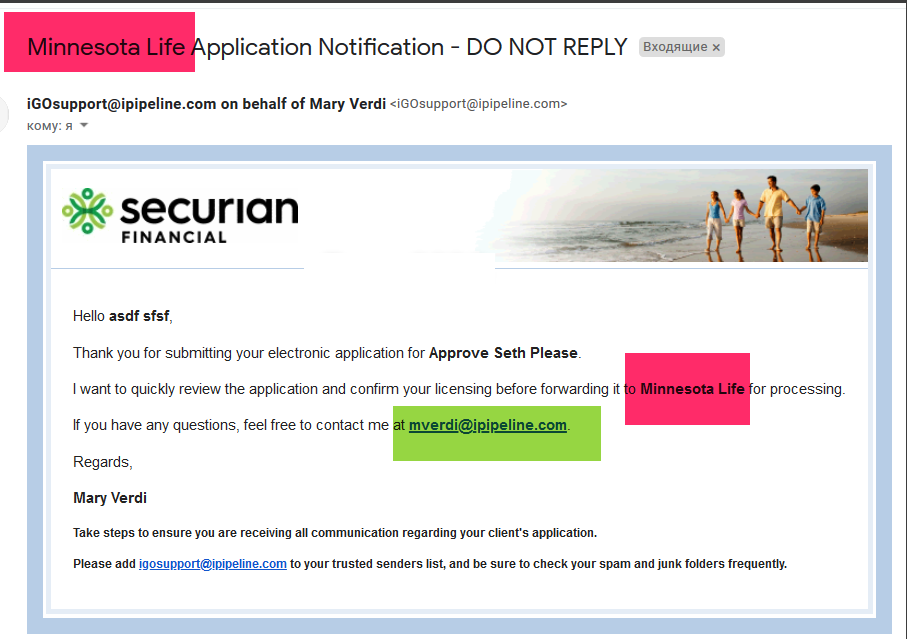 Minnesota Life Application Notification - DO NOT REPLY Входящие ×
iGOsupport@ipipeline.com on behalf of Mary Verdi <iGOsupport@ipipeline.com>
кому: я
securian
FINANCIAL
Hello asdf sfsf,
Thank you for submitting your electronic application for Approve Seth Please.
I want to quickly review the application and confirm your licensing before forwarding it to Minnesota Life for processing.
If you have any questions, feel free to contact me at mverdi@ipipeline.com.
Regards,
Mary Verdi
Take steps to ensure you are receiving all communication regarding your client's application.
Please add igosupport@ipipeline.com to your trusted senders list, and be sure to check your spam and junk folders frequently.